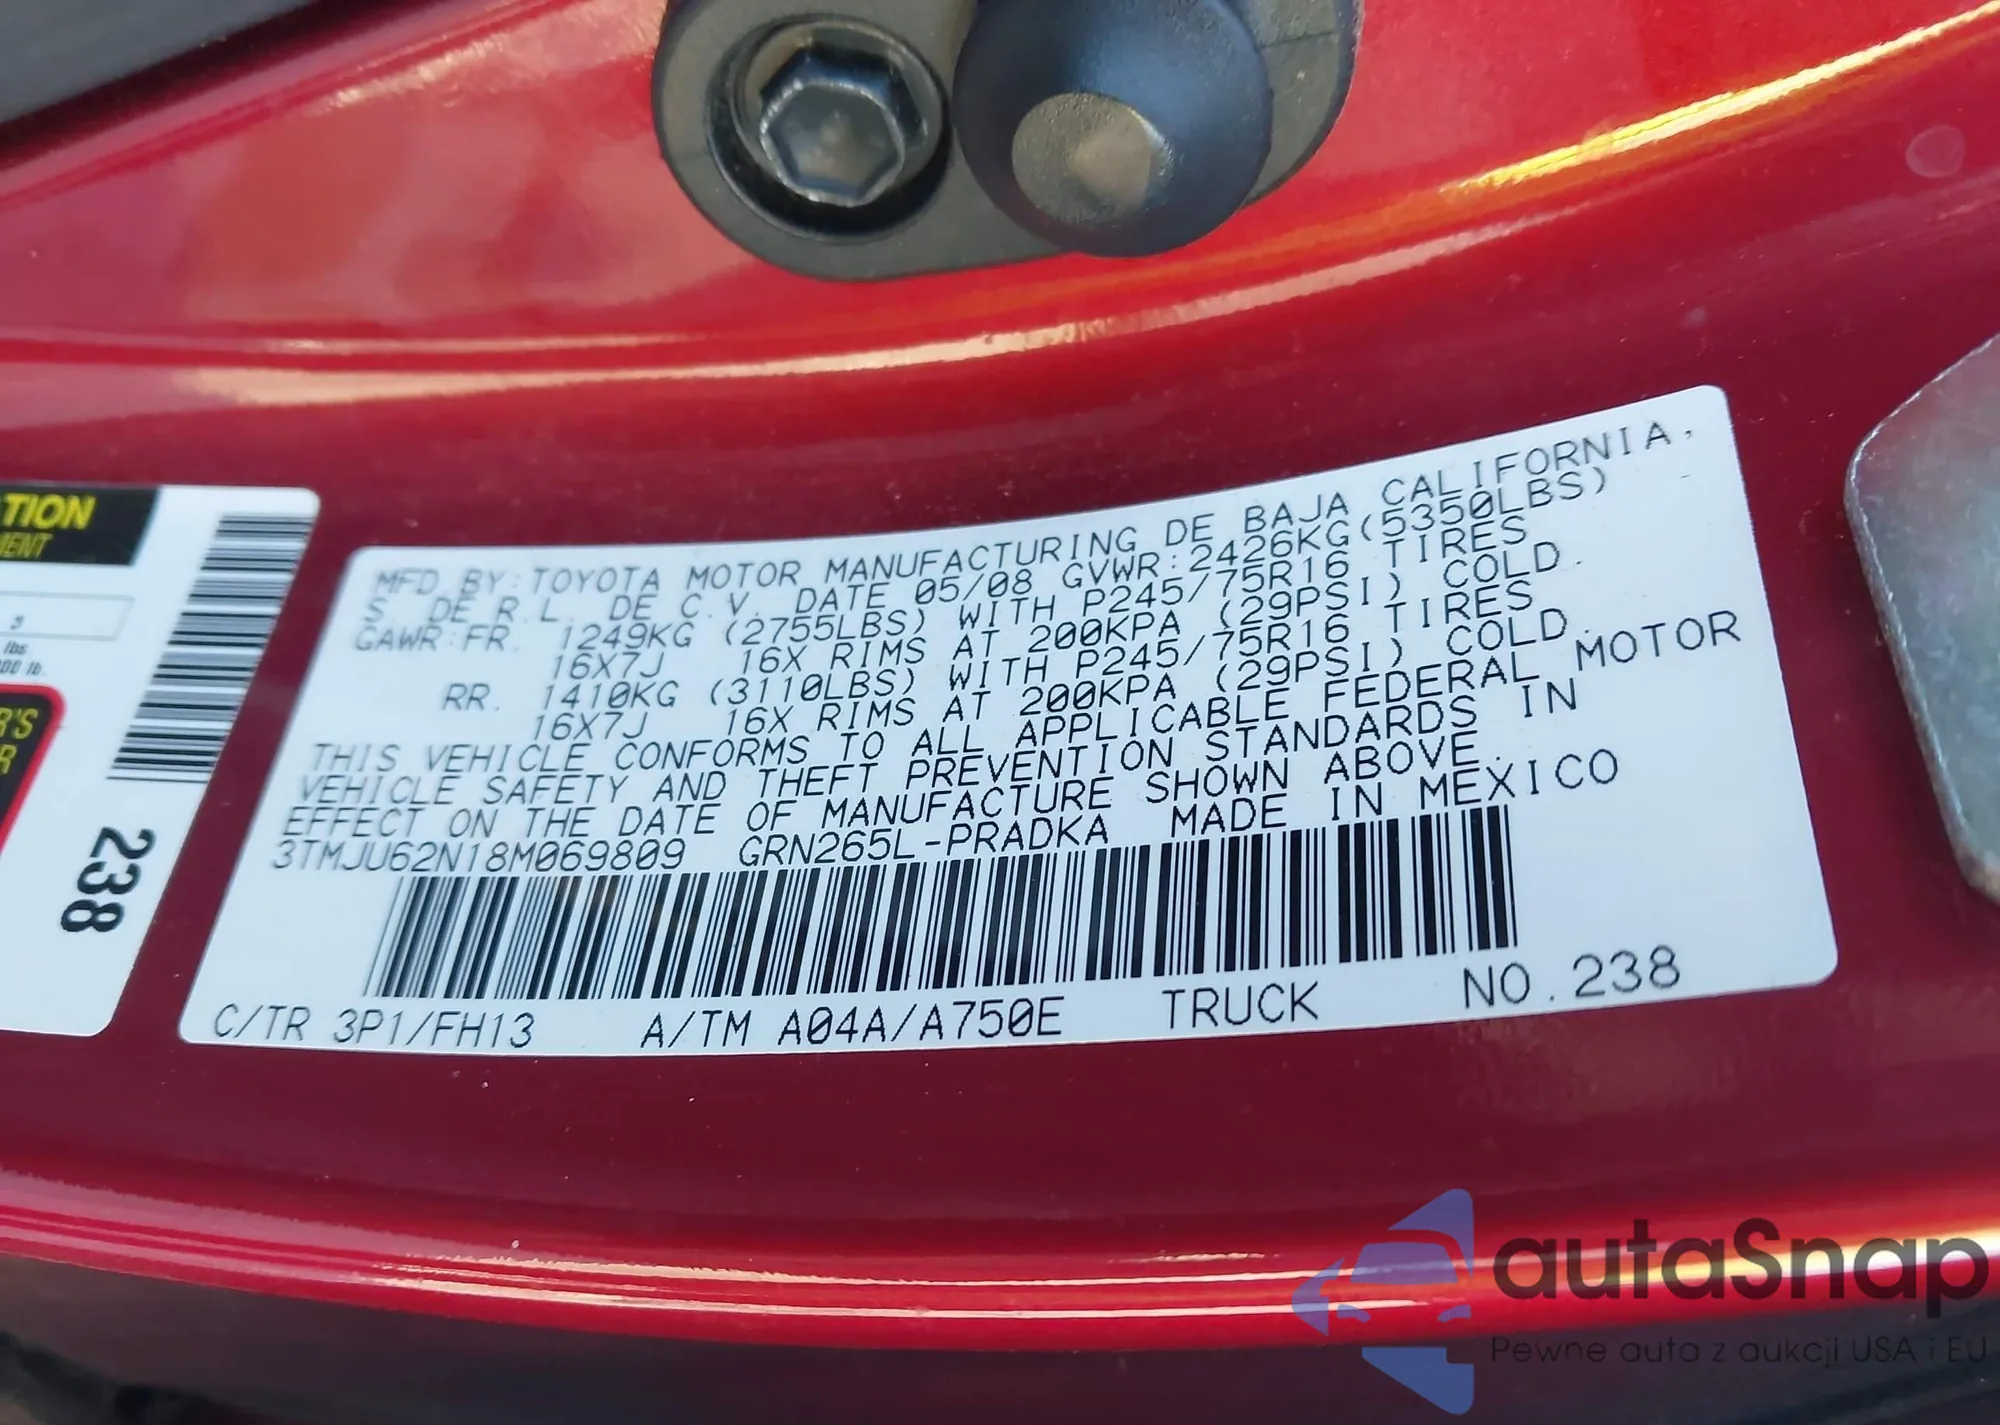 TION
MENT
lbs
00 lb.
R'S
R
238
MFD BY:TOYOTA MOTOR MANUFACTURING DE BAJA CALIFORNIA,
S. DE R.L. DE C.V. DATE 05/08 GVWR:2426KG(5350LBS)
GAWR:FR. 1249KG (2755LBS) WITH P245/75R16 TIRES
16X7J 16X RIMS AT 200KPA (29PSI) COLD.
RR. 1410KG (3110LBS) WITH P245/75R16 TIRES
16X7J 16X RIMS AT 200KPA (29PSI) COLD.
THIS VEHICLE CONFORMS TO ALL APPLICABLE FEDERAL MOTOR
VEHICLE SAFETY AND THEFT PREVENTION STANDARDS IN
EFFECT ON THE DATE OF MANUFACTURE SHOWN ABOVE.
3TMJU62N18M069809 GRN265L-PRADKA MADE IN MEXICO
C/TR 3P1/FH13 A/TM A04A/A750E TRUCK NO.238
autaSnap
Pewne auta z aukcji USA i EU